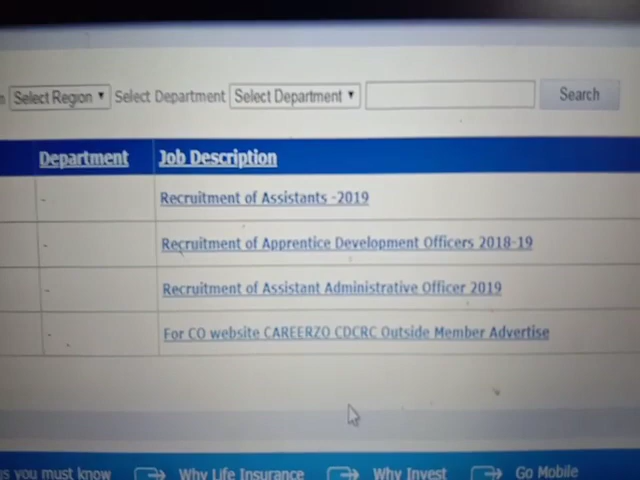 Select Region Select Department Select Department Search
Department Job Description
- Recruitment of Assistants -2019
- Recruitment of Apprentice Development Officers 2018-19
- Recruitment of Assistant Administrative Officer 2019
- For CO website CAREERZO CDCRC Outside Member Advertise
you must know Why Life Insurance Why Invest Go Mobile